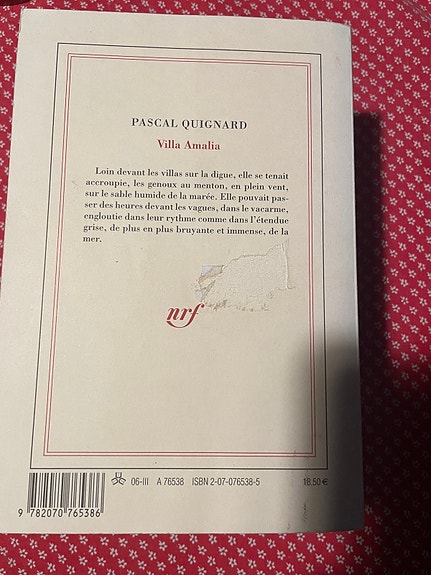 PASCAL QUIGNARD
Villa Amalia
Loin devant les villas sur la digue, elle se tenait
accroupie, les genoux au menton, en plein vent,
sur le sable humide de la marée. Elle pouvait pas-
ser des heures devant les vagues, dans le vacarme,
engloutie dans leur rythme comme dans l'étendue
grise, de plus en plus bruyante et immense, de la
mer.
nrf
06-III A 76538 ISBN 2-07-076538-5 18,50 €
9 782070 765386